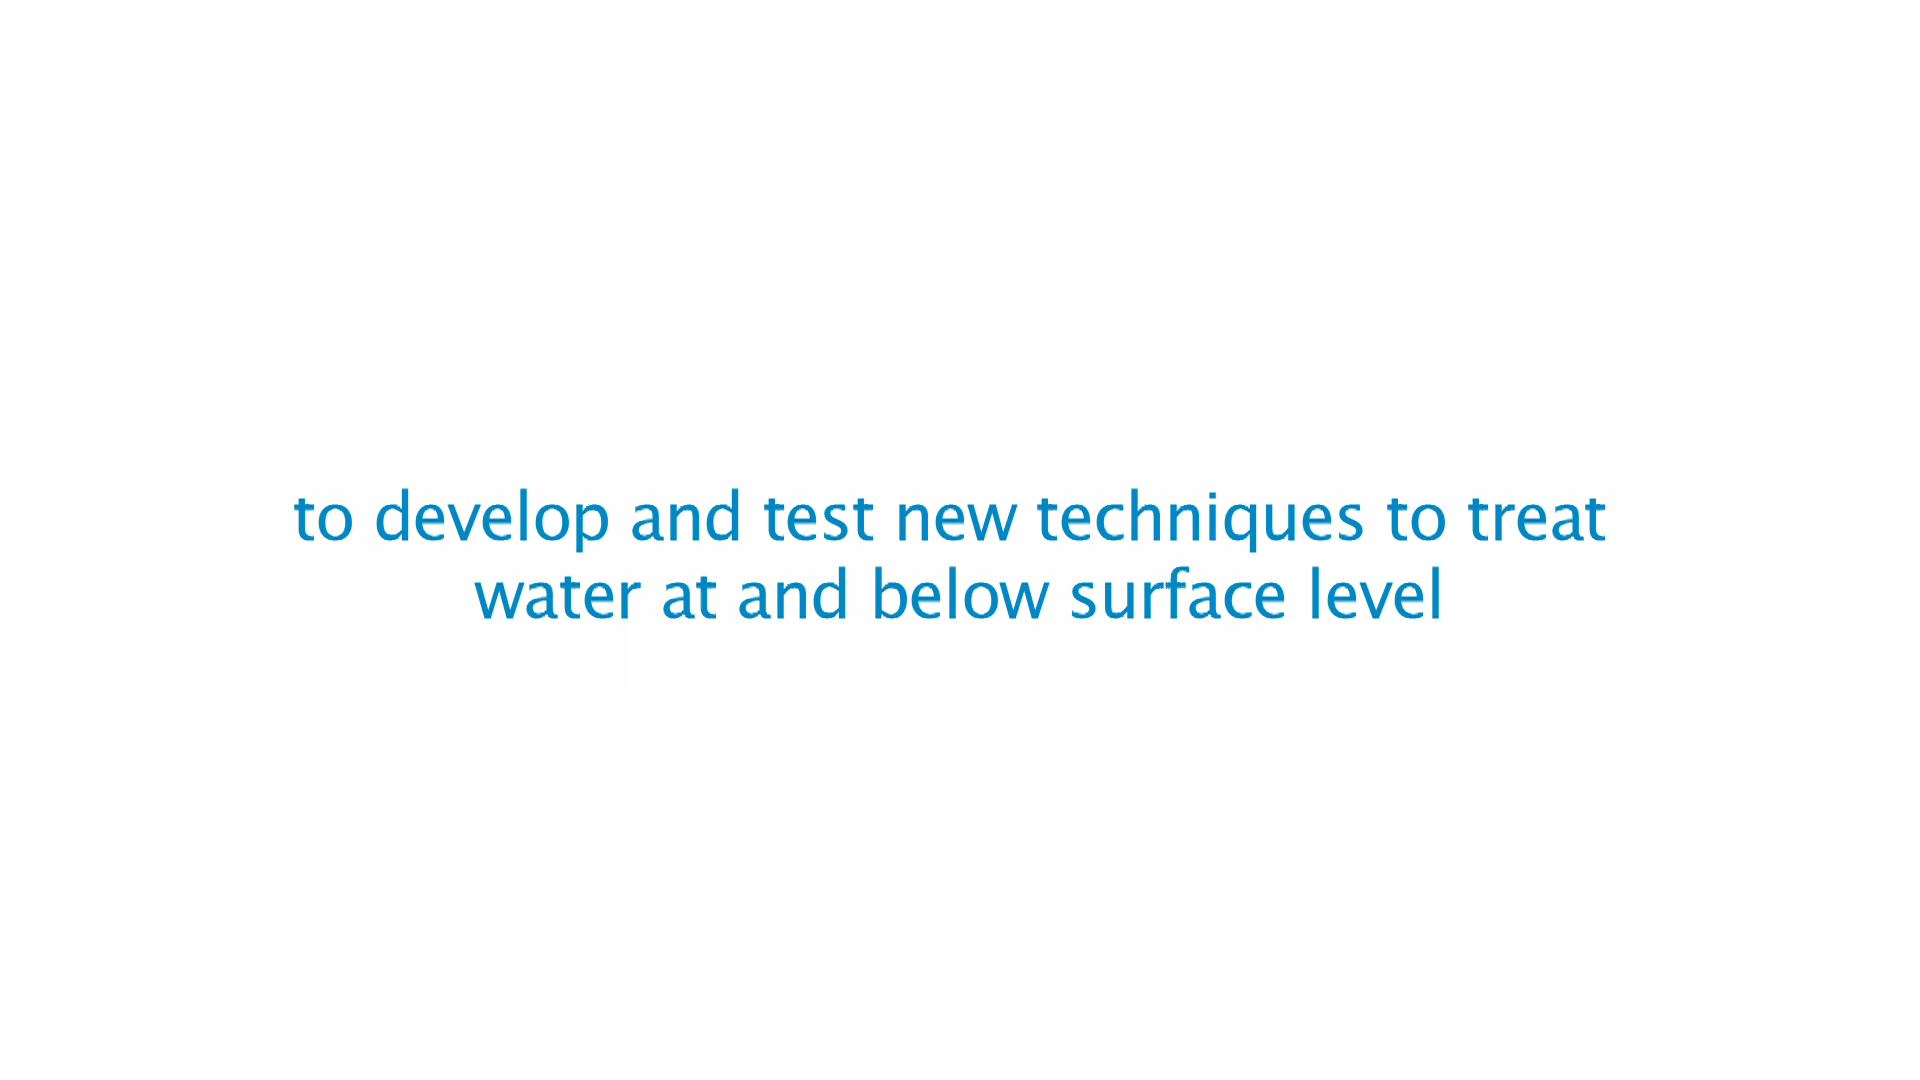 to develop and test new techniques to treat
water at and below surface level